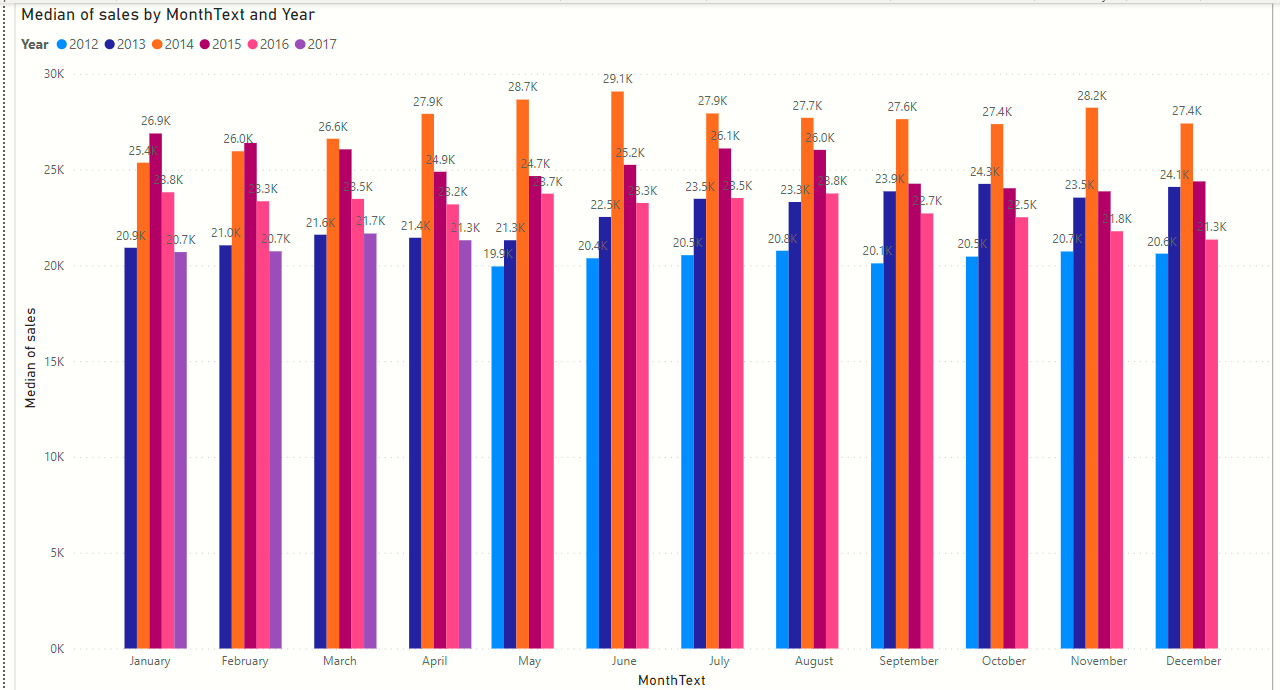 Median of sales by MonthText and Year
Year 2012 2013 2014 2015 2016 2017
30K
25K
20K
15K
10K
5K
0K
Median of sales
20.9K 25.4K 26.9K 23.8K 20.7K
21.0K 26.0K 23.3K 20.7K
21.6K 26.6K 23.5K 21.7K
21.4K 27.9K 24.9K 23.2K 21.3K
19.9K 21.3K 28.7K 24.7K 23.7K
20.4K 22.5K 29.1K 25.2K 23.3K
20.5K 23.5K 27.9K 26.1K 23.5K
20.8K 23.3K 27.7K 26.0K 23.8K
20.1K 23.9K 27.6K 22.7K
20.5K 24.3K 27.4K 22.5K
20.7K 23.5K 28.2K 21.8K
20.6K 24.1K 27.4K 21.3K
January February March April May June July August September October November December
MonthText